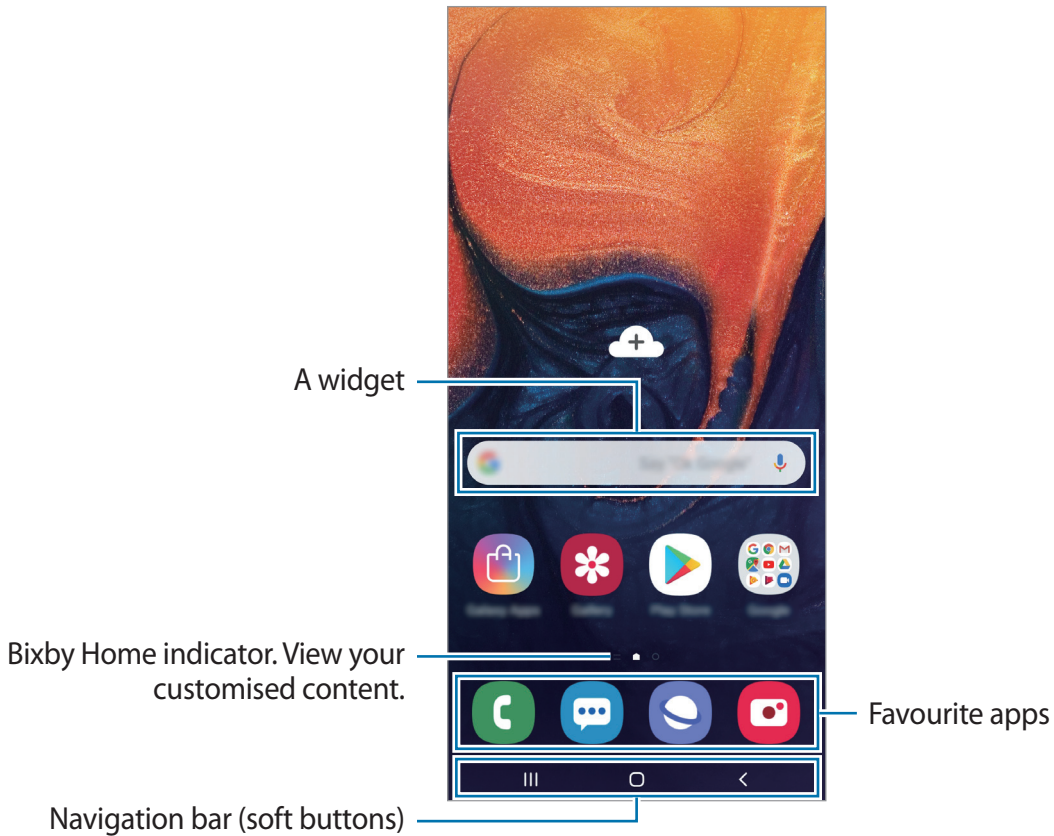 A widget
Bixby Home indicator. View your
customised content.
Favourite apps
Navigation bar (soft buttons)